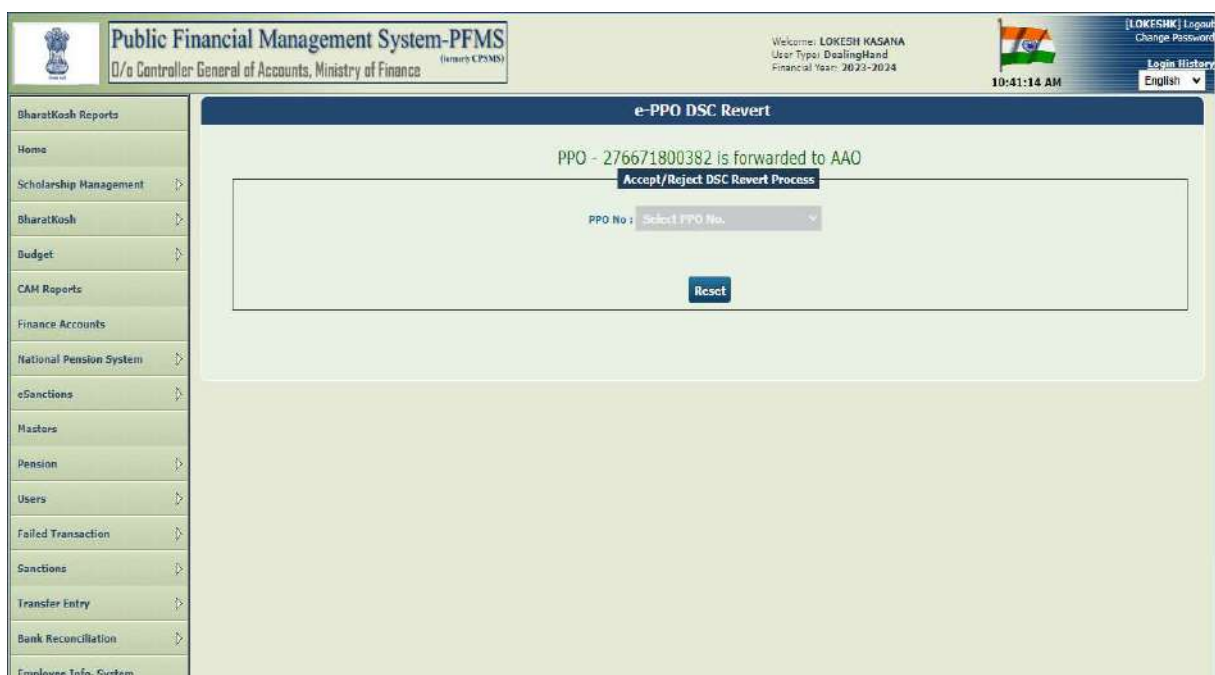 Public Financial Management System-PFMS
(formerly CPSMS)
O/o Controller General of Accounts, Ministry of Finance
Welcome: LOKESH KASANA
User Type: DealingHand
Financial Year: 2023-2024
10:41:14 AM
[LOKESHK] Logout
Change Password
Login History
English
BharatKosh Reports
Home
Scholarship Management
BharatKosh
Budget
CAM Reports
Finance Accounts
National Pension System
eSanctions
Masters
Pension
Users
Failed Transaction
Sanctions
Transfer Entry
Bank Reconciliation
Employee Info. System
e-PPO DSC Revert
PPO - 276671800382 is forwarded to AAO
Accept/Reject DSC Revert Process
PPO No : Select PPO No.
Reset